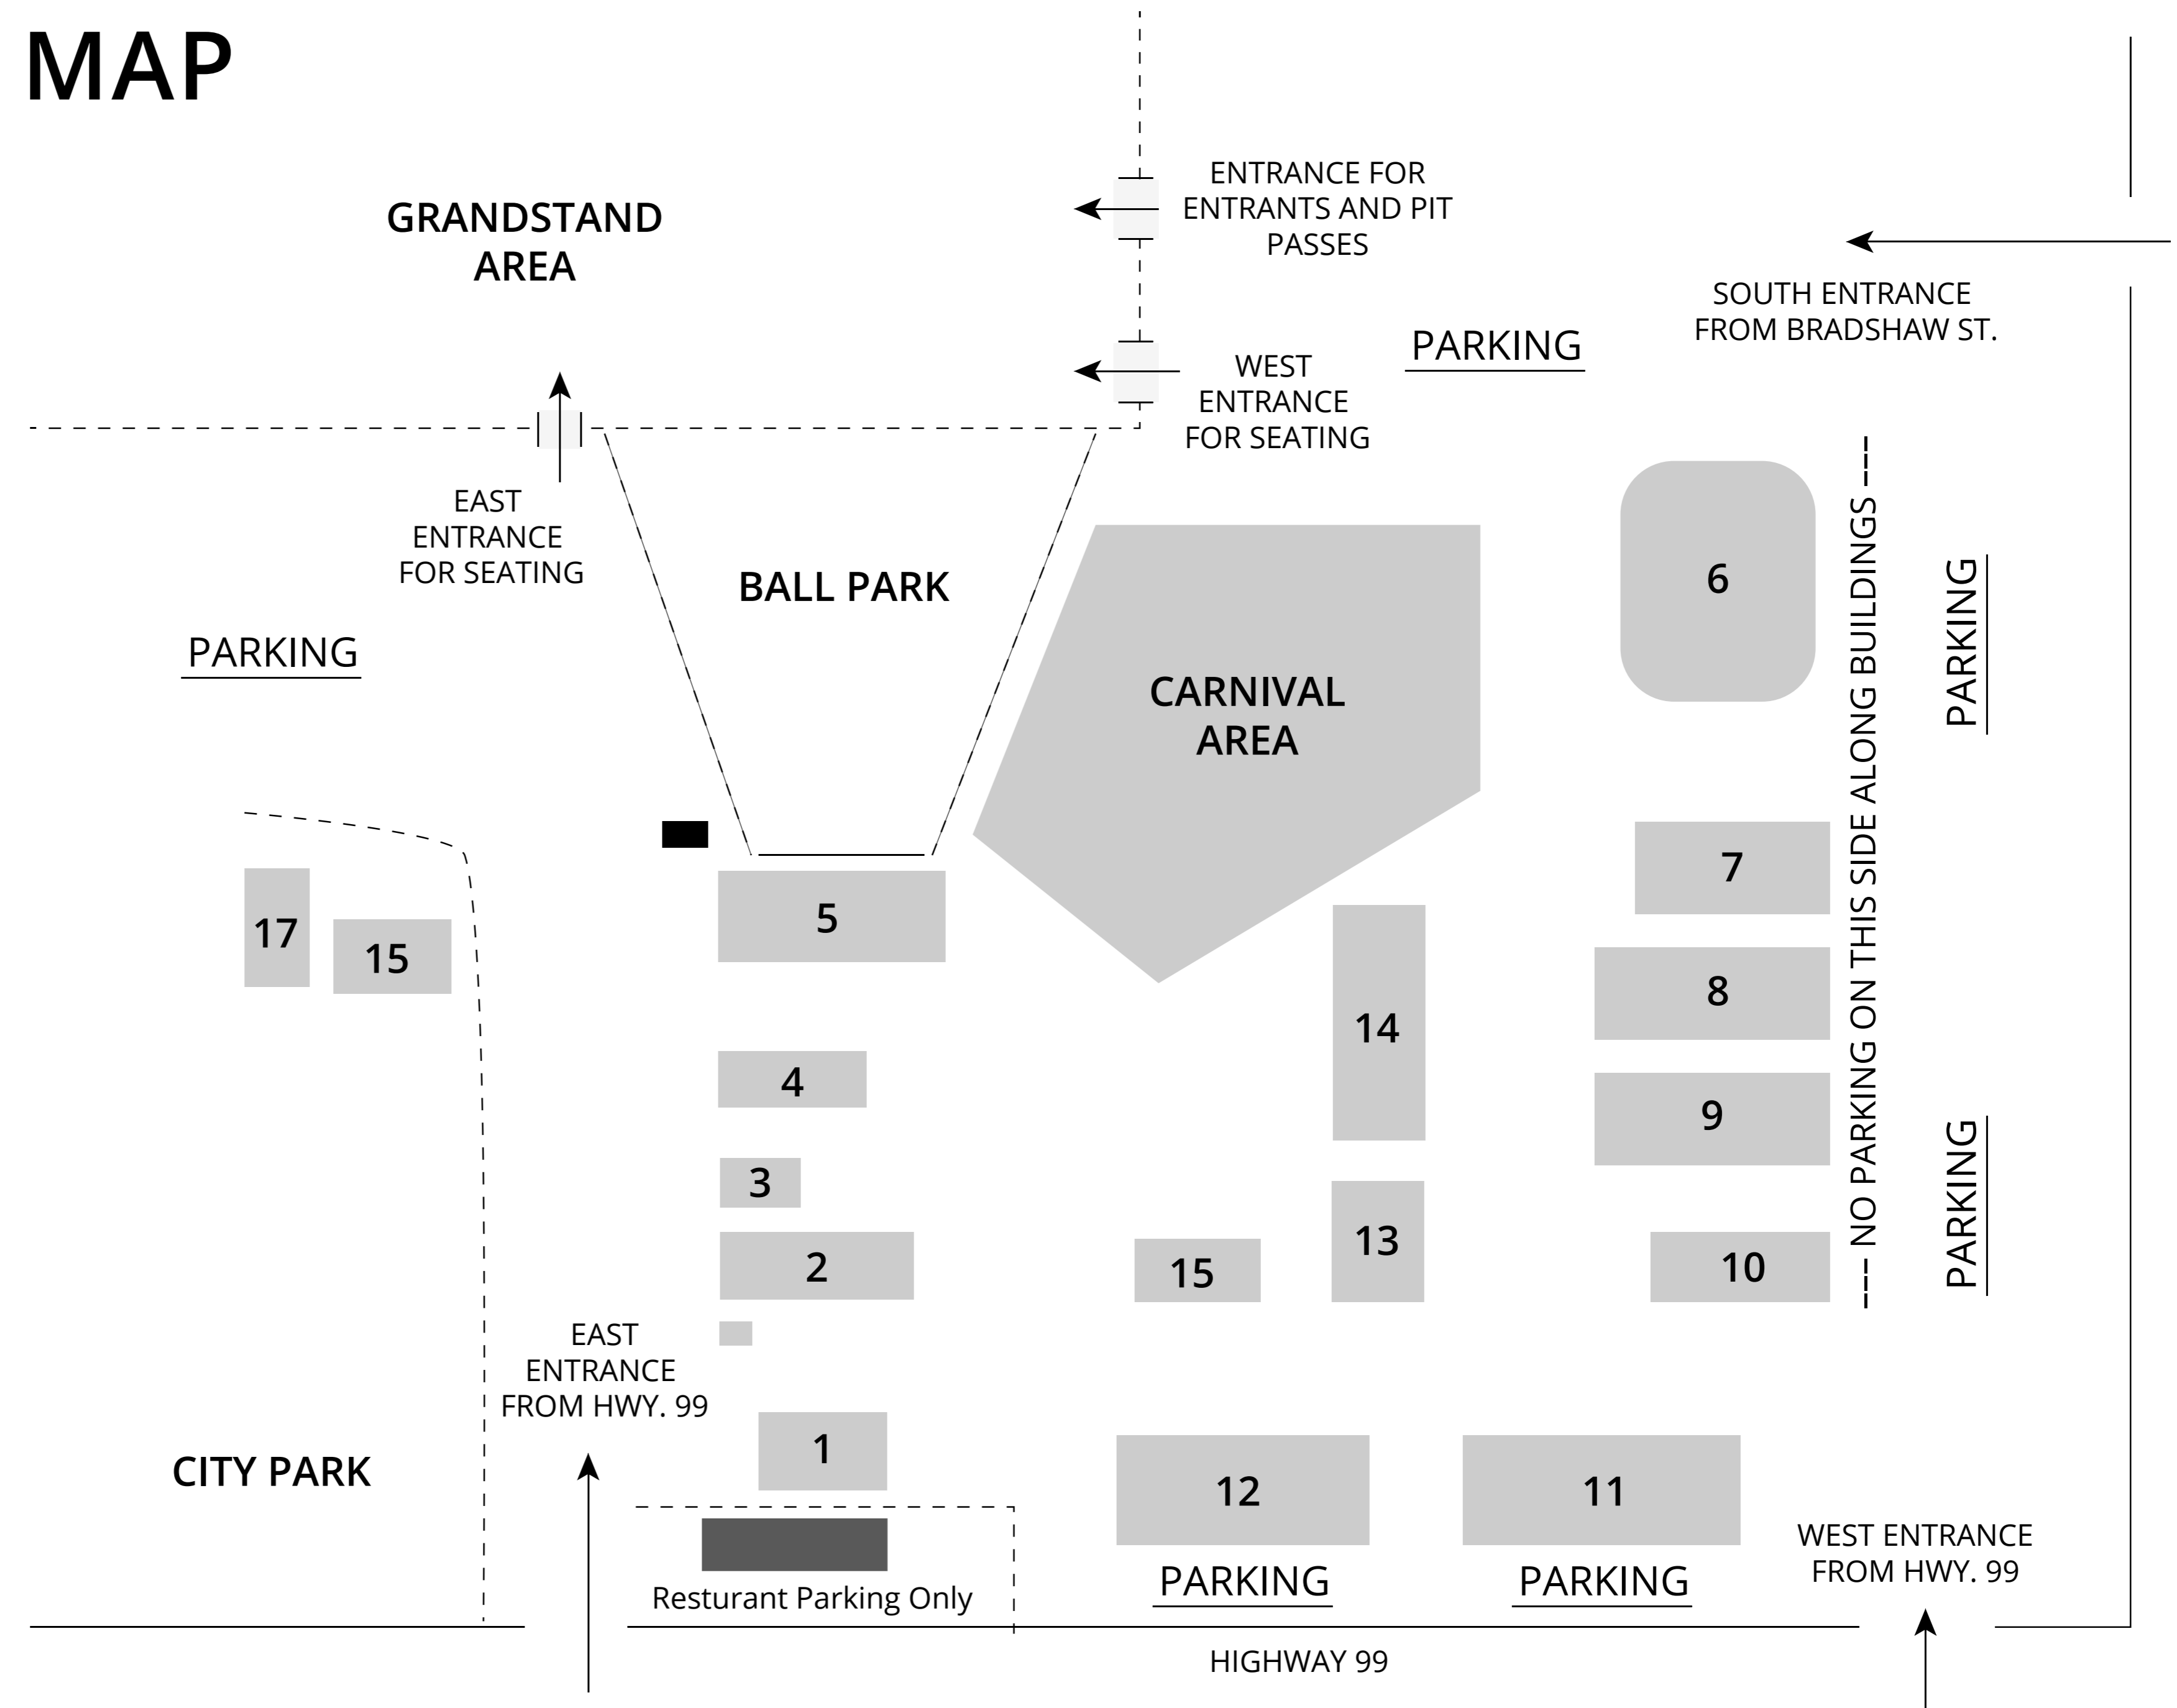 MAP
GRANDSTAND
AREA
ENTRANCE FOR
ENTRANTS AND PIT
PASSES
SOUTH ENTRANCE
FROM BRADSHAW ST.
PARKING
WEST
ENTRANCE
FOR SEATING
EAST
ENTRANCE
FOR SEATING
BALL PARK
PARKING
CARNIVAL
AREA
6
--- NO PARKING ON THIS SIDE ALONG BUILDINGS ---
PARKING
7
17
15
5
8
14
4
9
3
13
2
15
10
PARKING
EAST
ENTRANCE
FROM HWY. 99
1
CITY PARK
12
11
WEST ENTRANCE
FROM HWY. 99
PARKING
PARKING
Resturant Parking Only
HIGHWAY 99